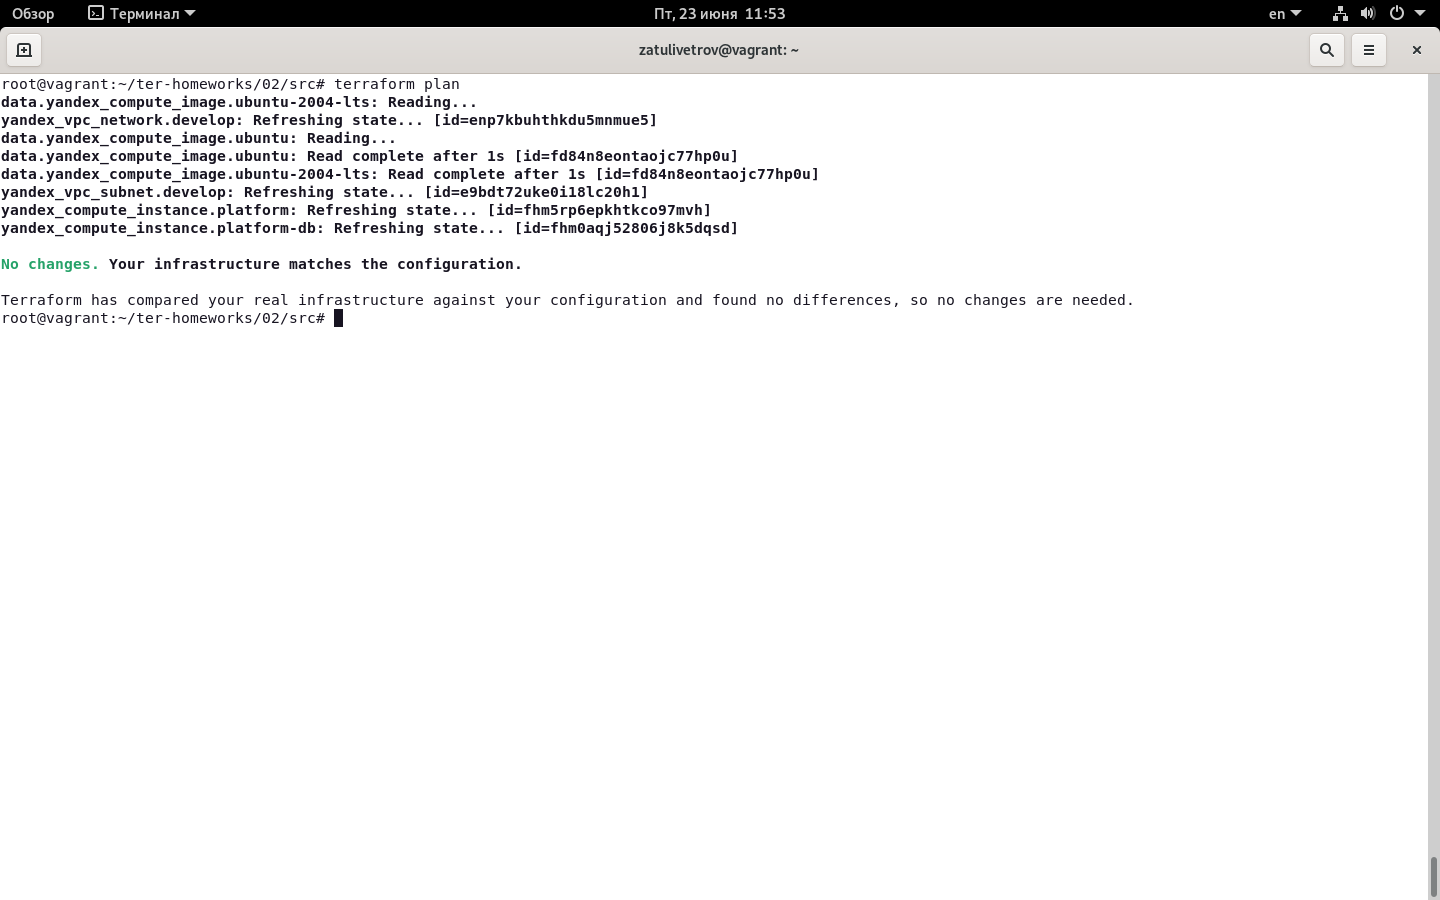 Обзор Терминал Пт, 23 июня 11:53 en
zatulivetrov@vagrant: ~
root@vagrant:~/ter-homeworks/02/src# terraform plan
data.yandex_compute_image.ubuntu-2004-lts: Reading...
yandex_vpc_network.develop: Refreshing state... [id=enp7kbuhthkdu5mnmue5]
data.yandex_compute_image.ubuntu: Reading...
data.yandex_compute_image.ubuntu: Read complete after 1s [id=fd84n8eontaojc77hp0u]
data.yandex_compute_image.ubuntu-2004-lts: Read complete after 1s [id=fd84n8eontaojc77hp0u]
yandex_vpc_subnet.develop: Refreshing state... [id=e9bdt72uke0i18lc20h1]
yandex_compute_instance.platform: Refreshing state... [id=fhm5rp6epkhtkco97mvh]
yandex_compute_instance.platform-db: Refreshing state... [id=fhm0aqj52806j8k5dqsd]
No changes. Your infrastructure matches the configuration.
Terraform has compared your real infrastructure against your configuration and found no differences, so no changes are needed.
root@vagrant:~/ter-homeworks/02/src#